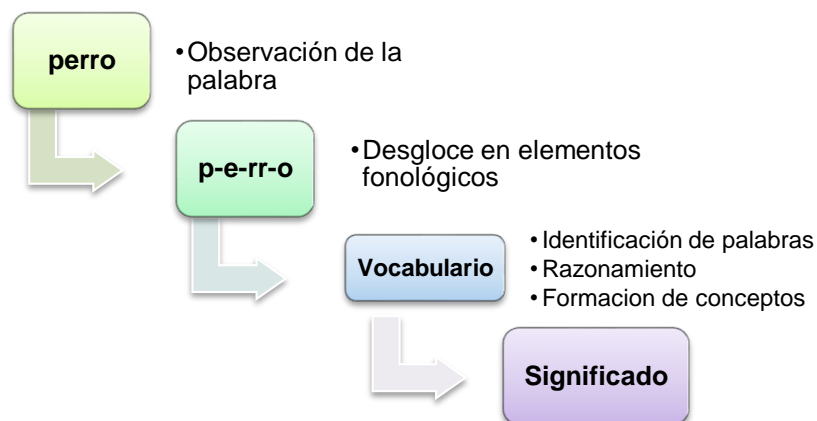 perro
•Observación de la
palabra
p-e-rr-o
•Desgloce en elementos
fonológicos
Vocabulario
•Identificación de palabras
•Razonamiento
•Formacion de conceptos
Significado